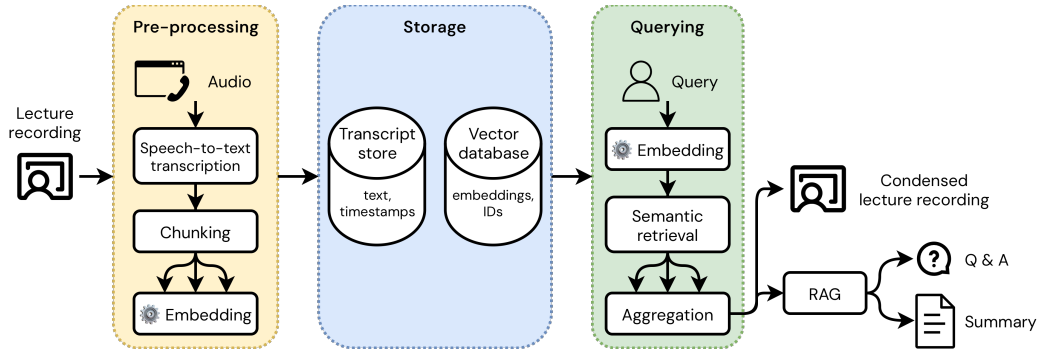 Pre-processing
Storage
Querying
Audio
Query
Lecture
recording
Speech-to-text
transcription
Chunking
Embedding
Transcript
store
text,
timestamps
Vector
database
embeddings,
IDs
Embedding
Semantic
retrieval
Aggregation
Condensed
lecture recording
RAG
?
Q & A
Summary